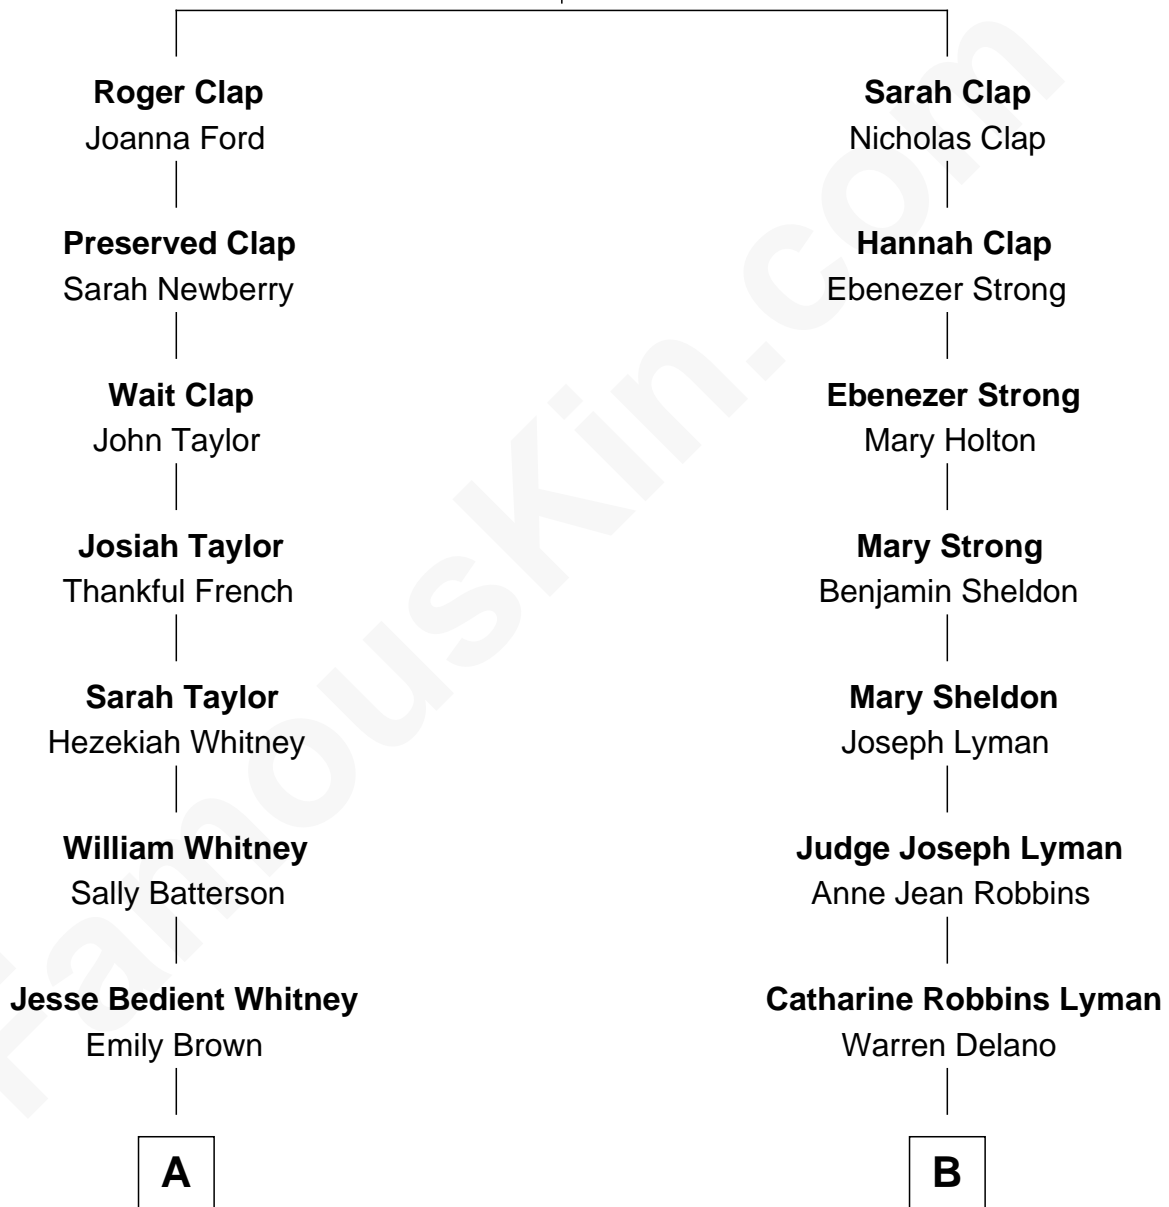 Roger Clap
Joanna Ford
Sarah Clap
Nicholas Clap
Preserved Clap
Sarah Newberry
Hannah Clap
Ebenezer Strong
Wait Clap
John Taylor
Ebenezer Strong
Mary Holton
Josiah Taylor
Thankful French
Mary Strong
Benjamin Sheldon
Sarah Taylor
Hezekiah Whitney
Mary Sheldon
Joseph Lyman
William Whitney
Sally Batterson
Judge Joseph Lyman
Anne Jean Robbins
Jesse Bedient Whitney
Emily Brown
Catharine Robbins Lyman
Warren Delano
A
B
FamousKin.com